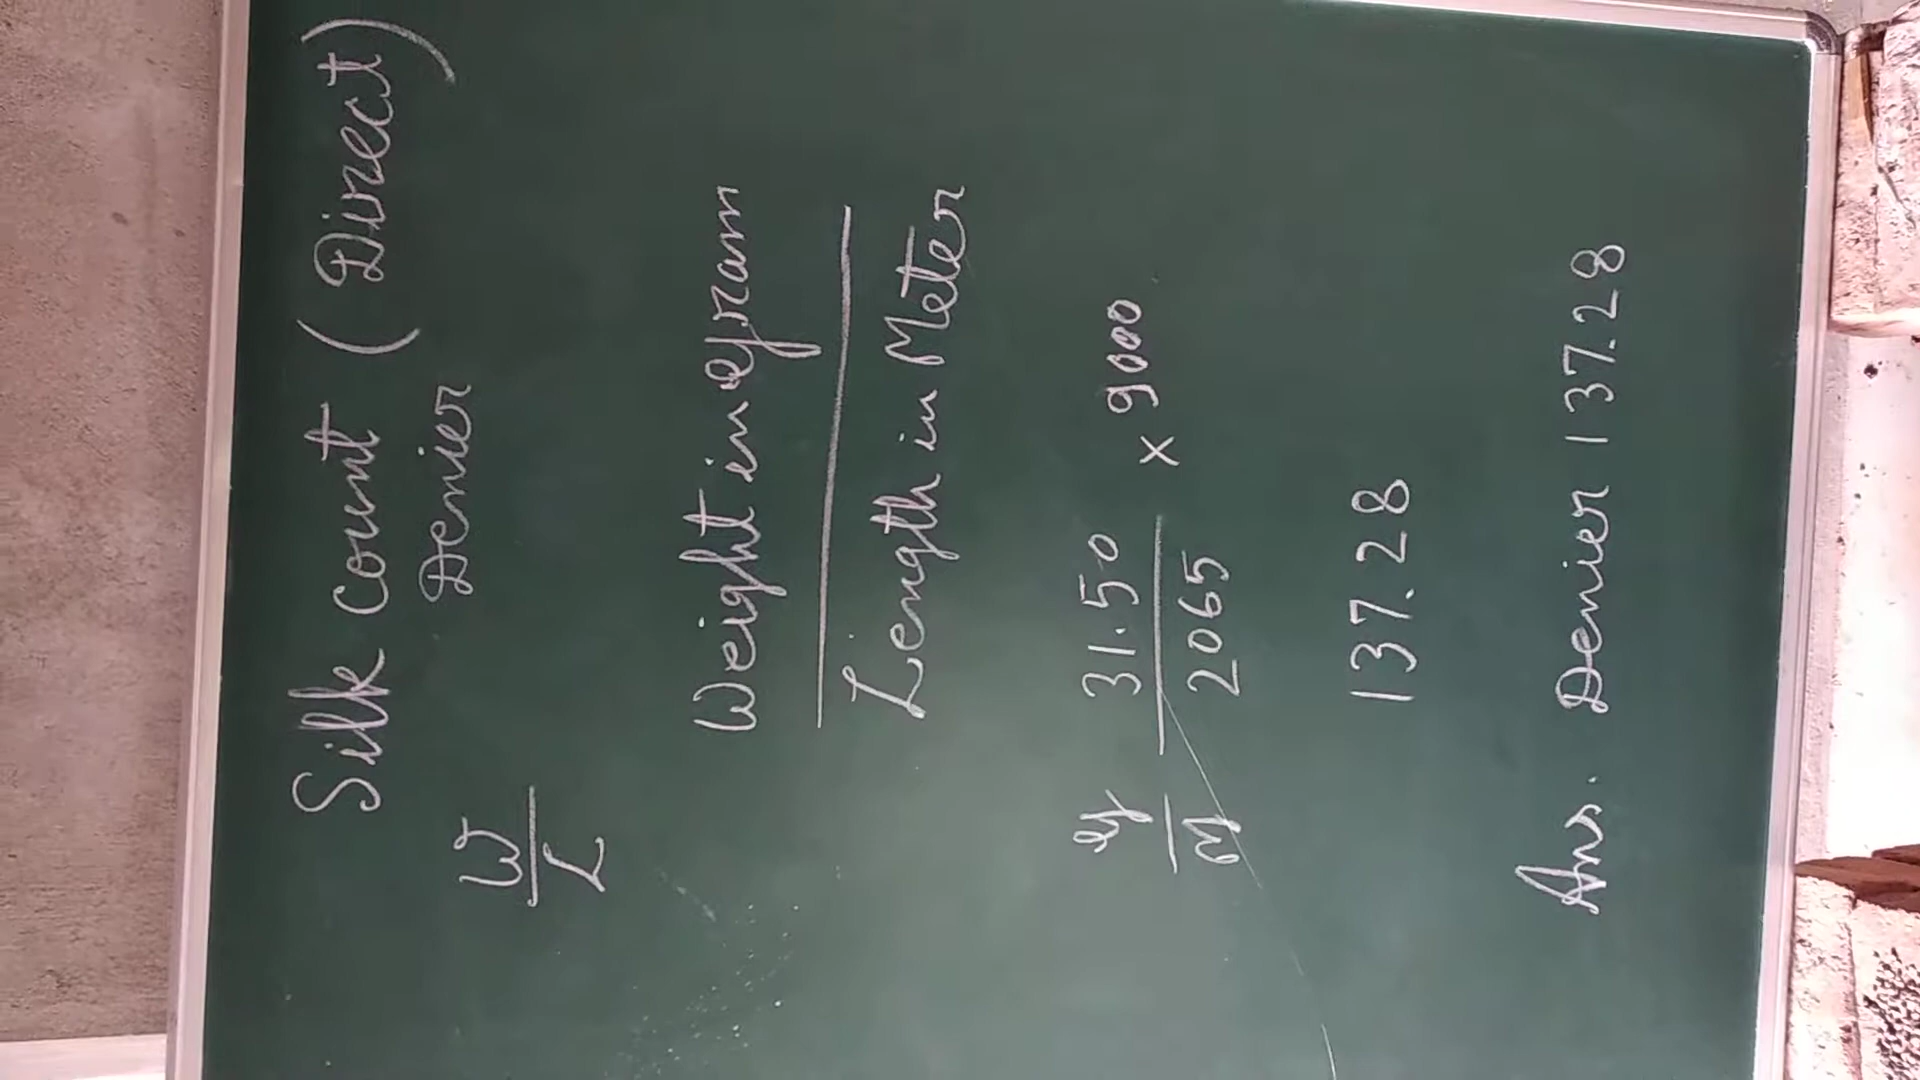 Silk count ( Direct )
Denier
W
L
Weight in Gram
Length in Meter
G 31.50 x 9000
M 2065
137.28
Ans. Denier 137.28